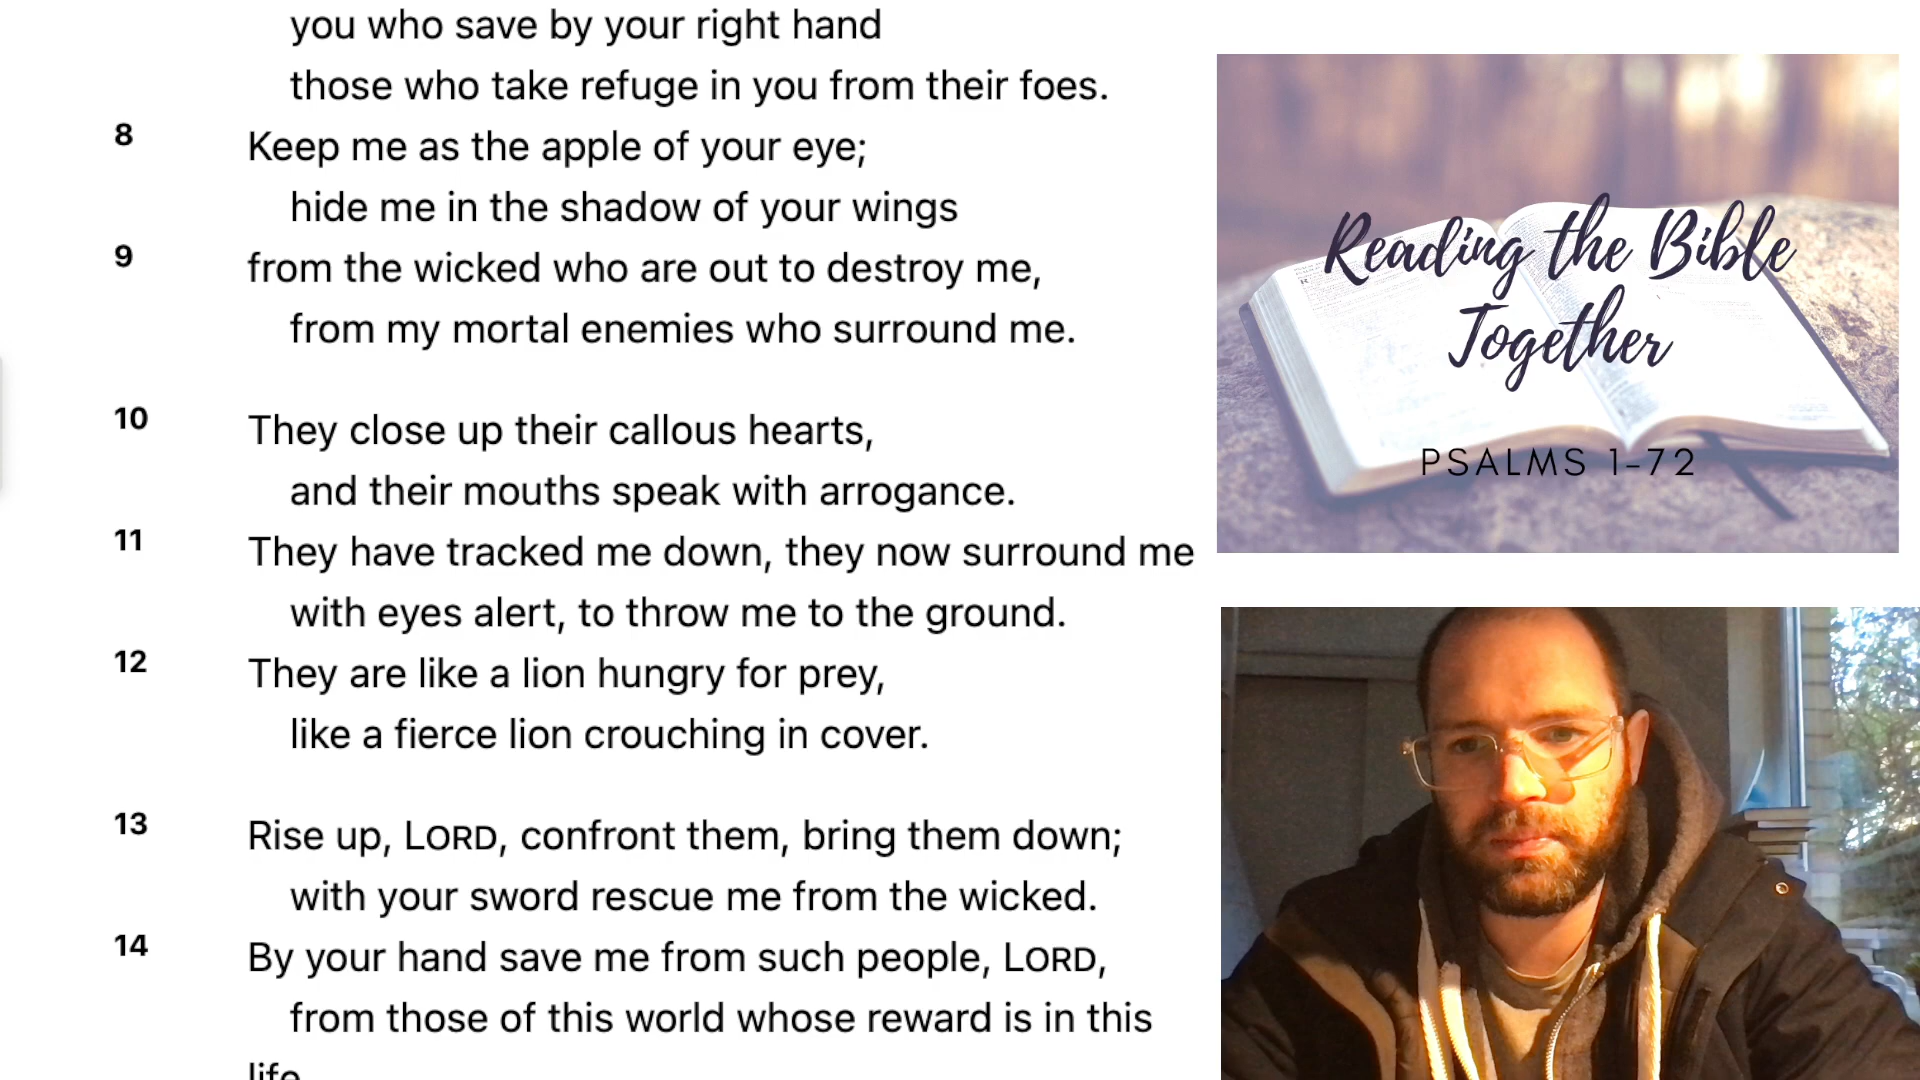 you who save by your right hand
those who take refuge in you from their foes.
8 Keep me as the apple of your eye;
hide me in the shadow of your wings
9 from the wicked who are out to destroy me,
from my mortal enemies who surround me.
10 They close up their callous hearts,
and their mouths speak with arrogance.
11 They have tracked me down, they now surround me
with eyes alert, to throw me to the ground.
12 They are like a lion hungry for prey,
like a fierce lion crouching in cover.
13 Rise up, LORD, confront them, bring them down;
with your sword rescue me from the wicked.
14 By your hand save me from such people, LORD,
from those of this world whose reward is in this
life
Reading the Bible
Together
PSALMS 1-72